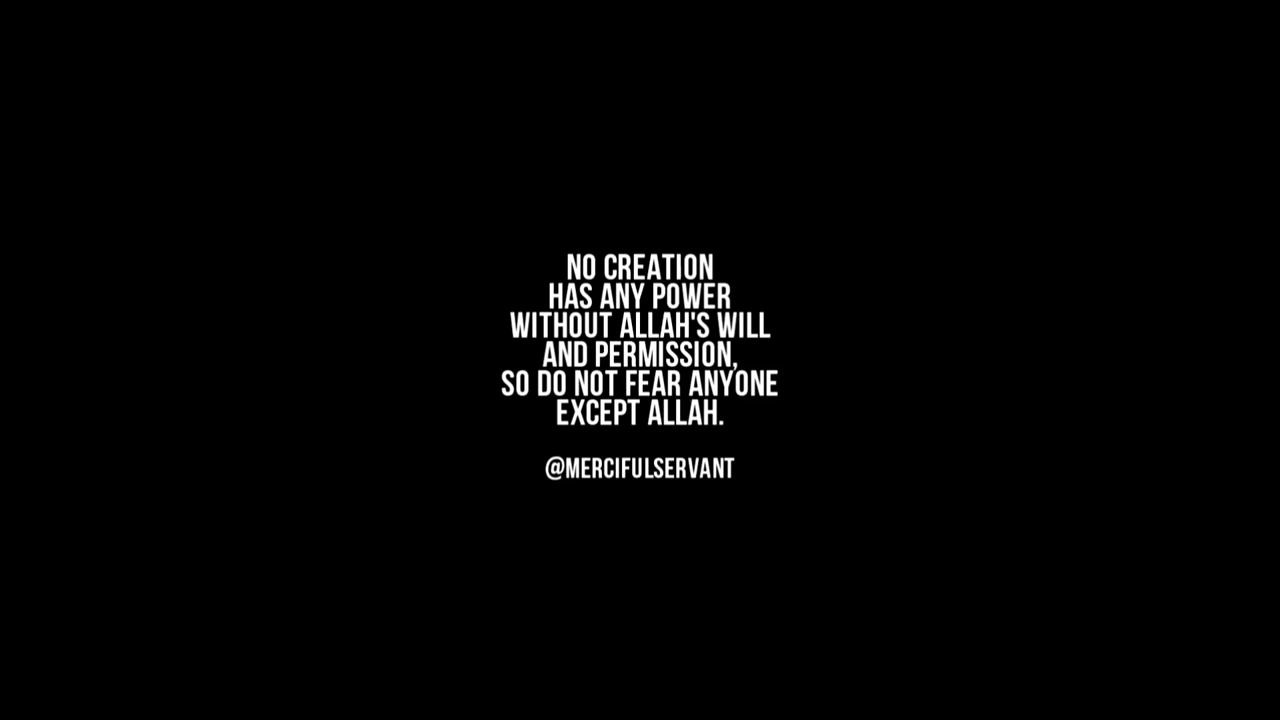 NO CREATION
HAS ANY POWER
WITHOUT ALLAH'S WILL
AND PERMISSION,
SO DO NOT FEAR ANYONE
EXCEPT ALLAH.
@MERCIFULSERVANT